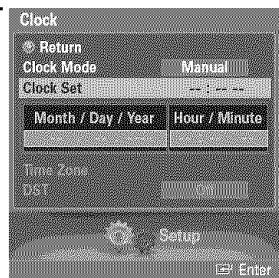 Clock
Return
Clock Mode Manual
Clock Set -- : -- --
Month / Day / Year Hour / Minute
Time Zone
DST Off
Setup
Enter